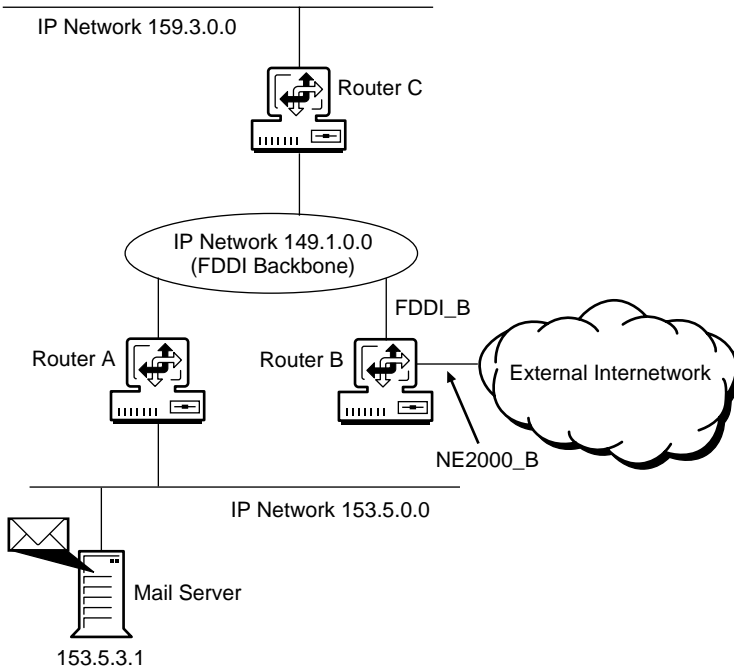 IP Network 159.3.0.0
Router C
IP Network 149.1.0.0
(FDDI Backbone)
FDDI_B
Router A
Router B
External Internetwork
NE2000_B
IP Network 153.5.0.0
Mail Server
153.5.3.1